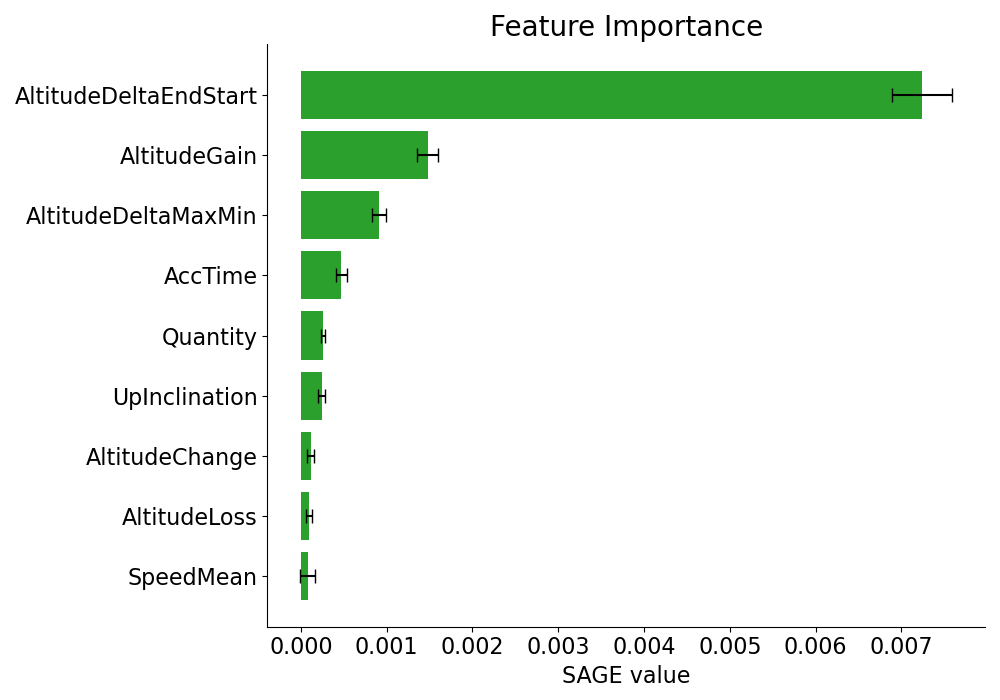 Feature Importance
AltitudeDeltaEndStart
AltitudeGain
AltitudeDeltaMaxMin
AccTime
Quantity
UpInclination
AltitudeChange
AltitudeLoss
SpeedMean
0.000 0.001 0.002 0.003 0.004 0.005 0.006 0.007
SAGE value